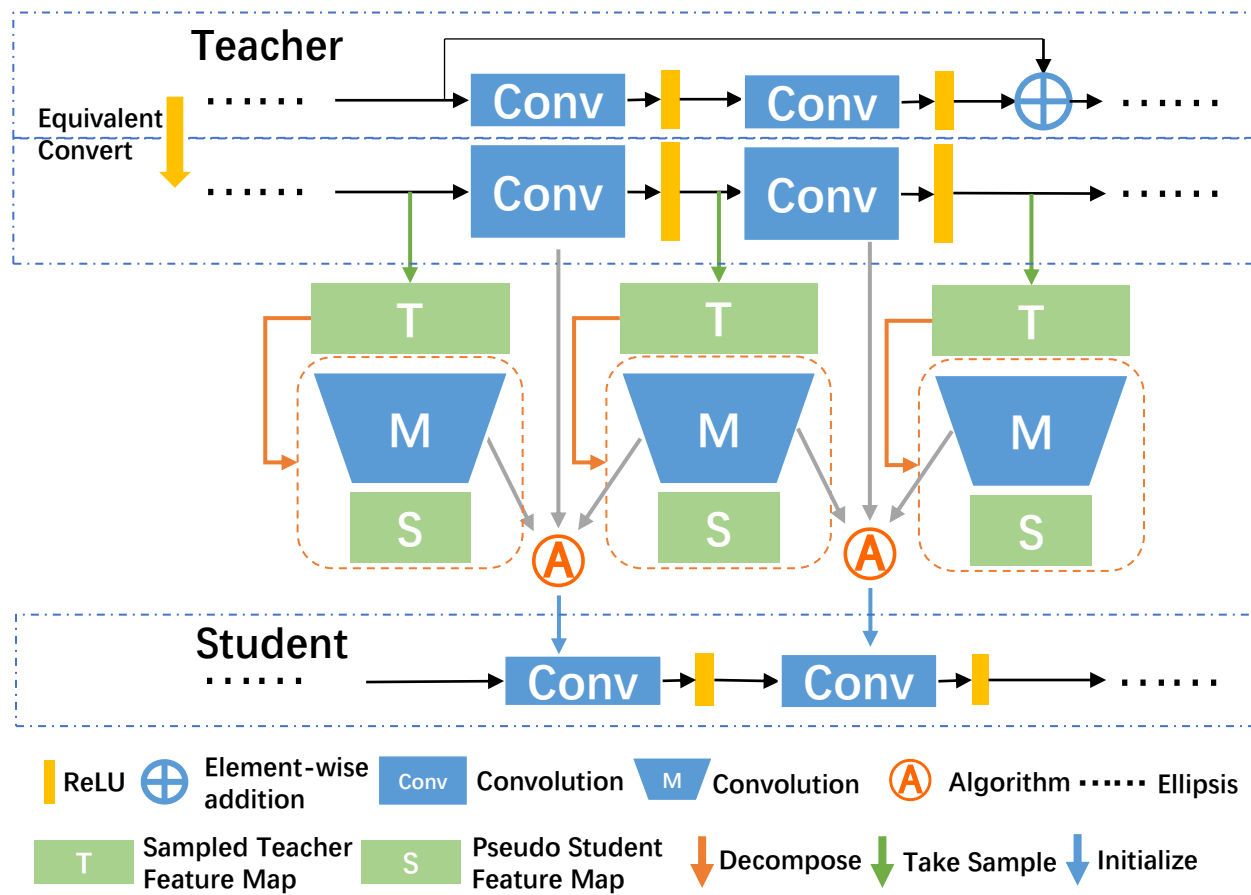 Teacher
...... Conv Conv ......
Equivalent
Convert
...... Conv Conv ......
T T T
M M M
S S S
A A
Student
...... Conv Conv ......
ReLU Element-wise addition Conv Convolution M Convolution A Algorithm ...... Ellipsis
T Sampled Teacher Feature Map S Pseudo Student Feature Map Decompose Take Sample Initialize